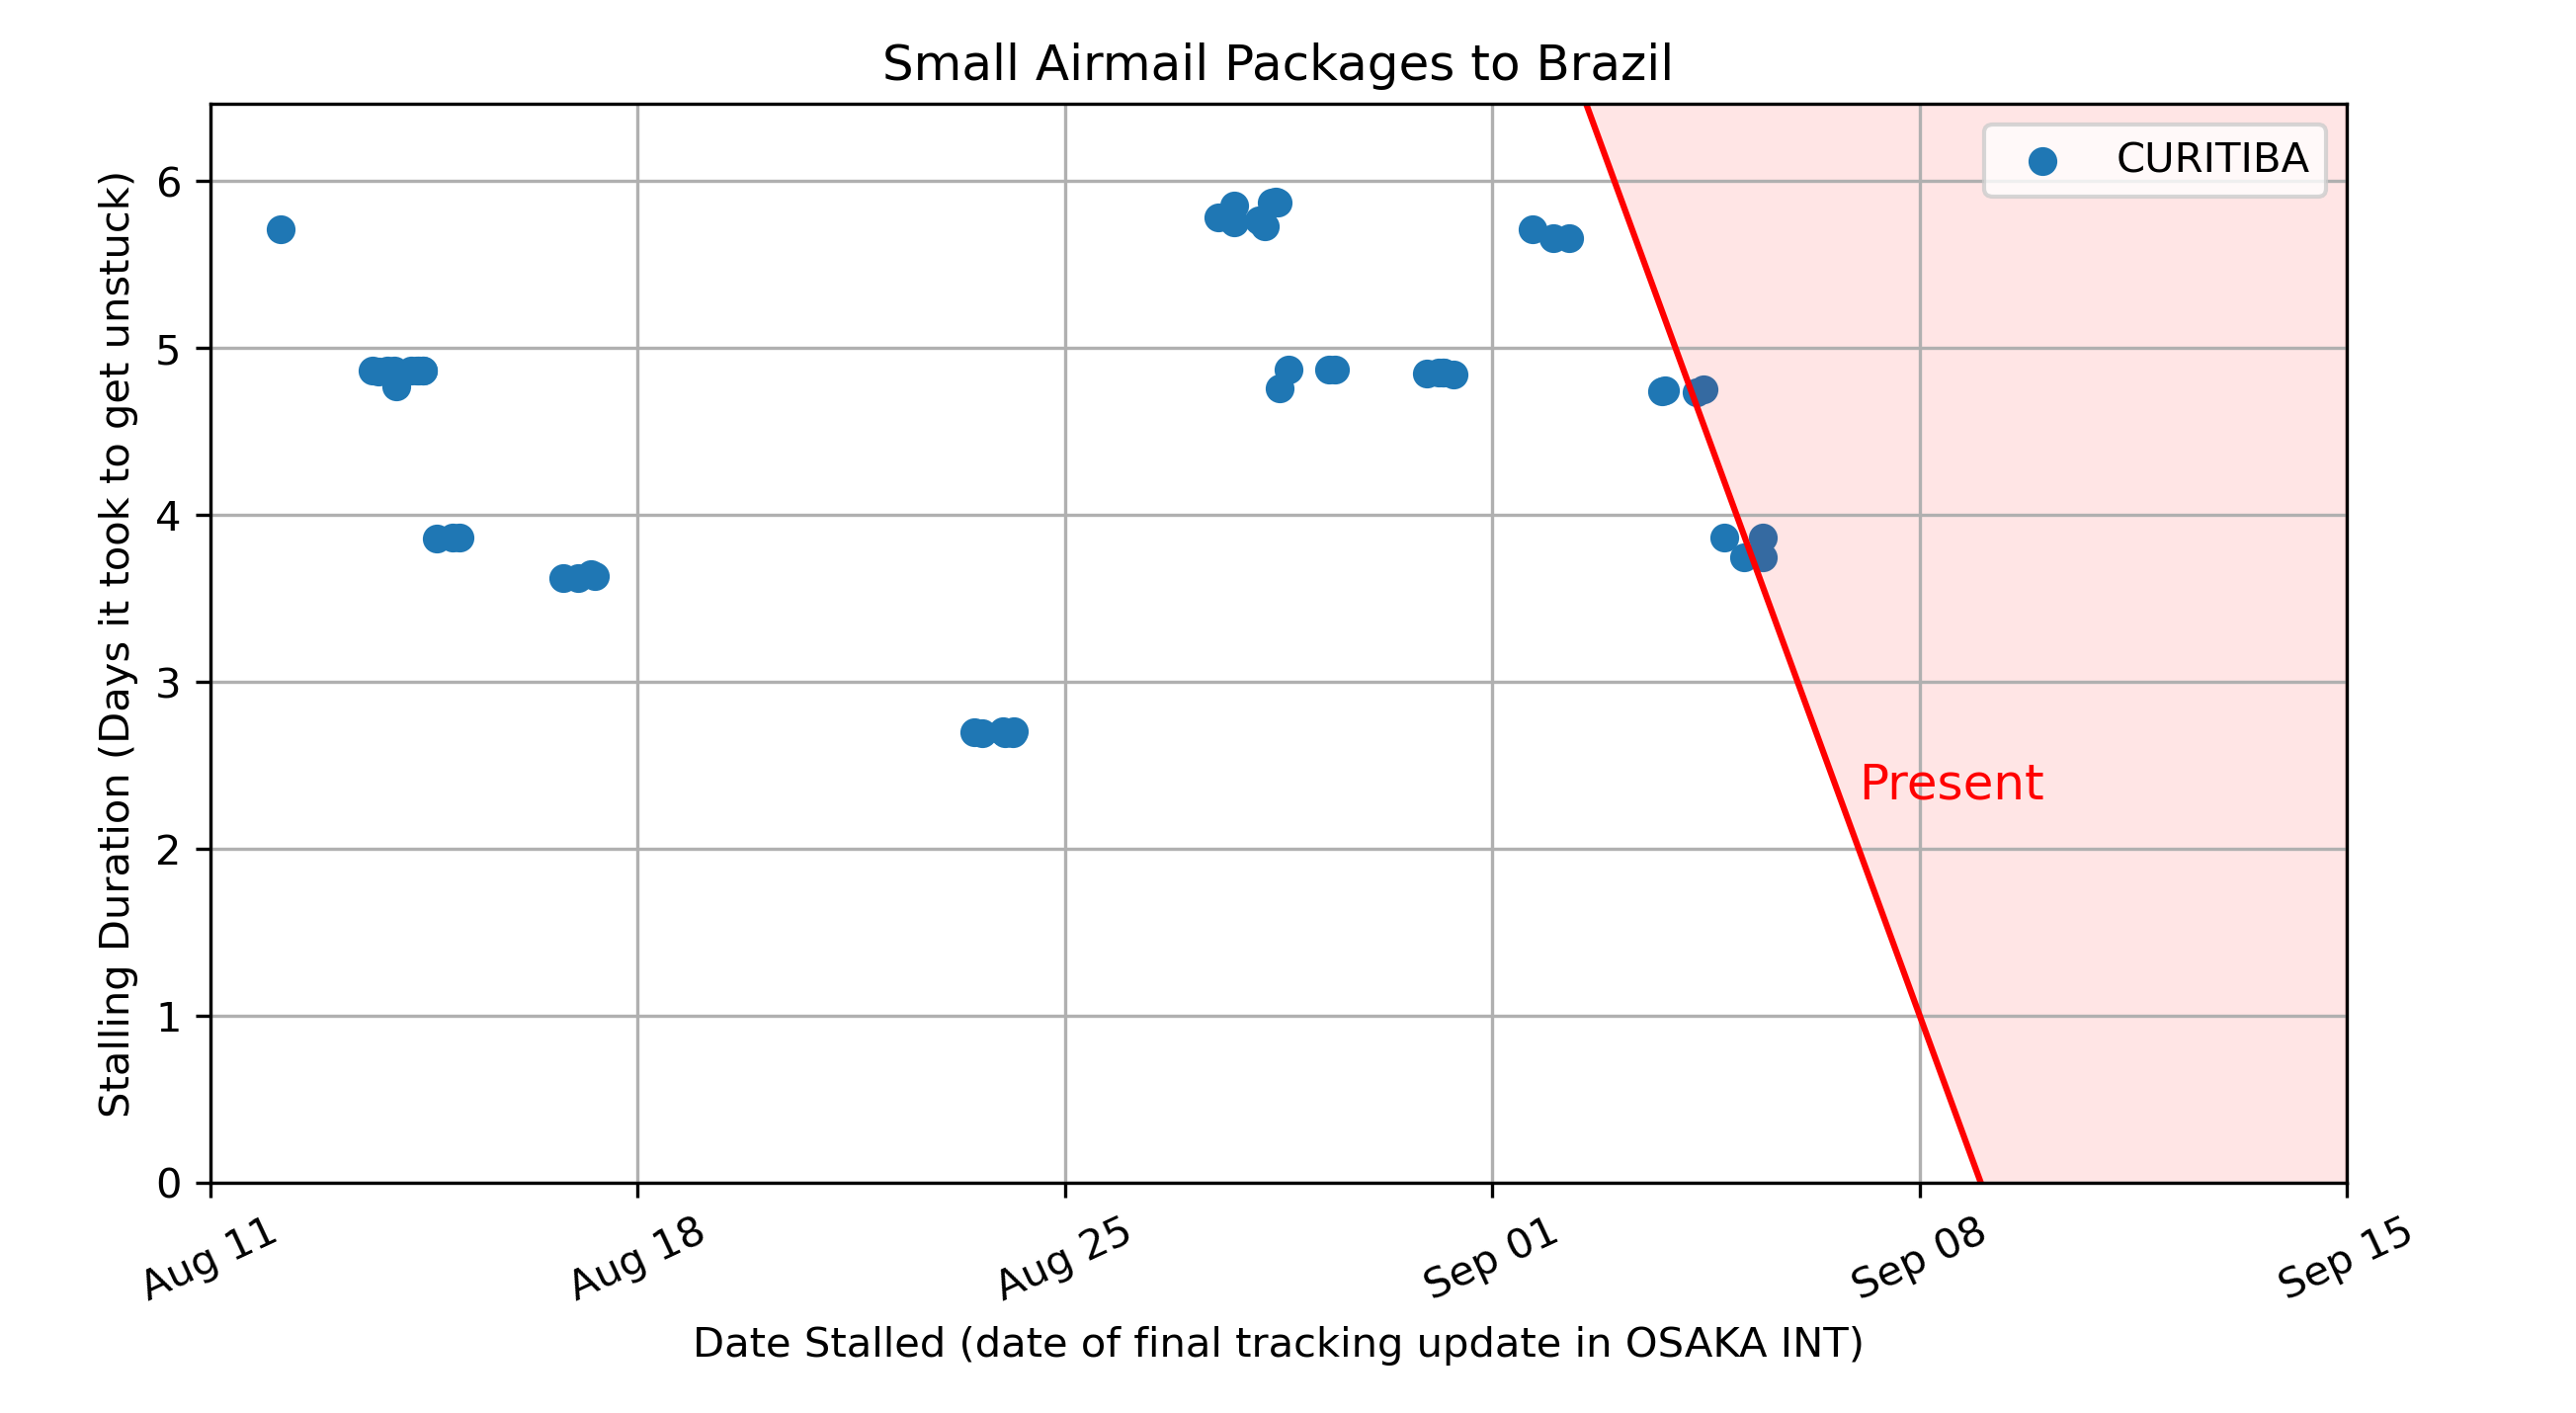 Small Airmail Packages to Brazil
CURITIBA
Stalling Duration (Days it took to get unstuck)
6
5
4
3
2
1
0
Present
Aug 11
Aug 18
Aug 25
Sep 01
Sep 08
Sep 15
Date Stalled (date of final tracking update in OSAKA INT)